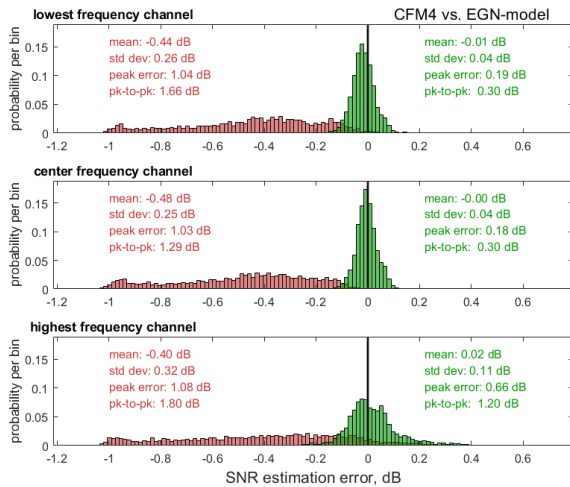 lowest frequency channel
CFM4 vs. EGN-model
mean: -0.44 dB
std dev: 0.26 dB
peak error: 1.04 dB
pk-to-pk: 1.66 dB
mean: -0.01 dB
std dev: 0.04 dB
peak error: 0.19 dB
pk-to-pk: 0.30 dB
probability per bin
0.15
0.1
0.05
0
-1.2 -1 -0.8 -0.6 -0.4 -0.2 0 0.2 0.4 0.6
center frequency channel
mean: -0.48 dB
std dev: 0.25 dB
peak error: 1.03 dB
pk-to-pk: 1.29 dB
mean: -0.00 dB
std dev: 0.04 dB
peak error: 0.18 dB
pk-to-pk: 0.30 dB
probability per bin
0.15
0.1
0.05
0
-1.2 -1 -0.8 -0.6 -0.4 -0.2 0 0.2 0.4 0.6
highest frequency channel
mean: -0.40 dB
std dev: 0.32 dB
peak error: 1.08 dB
pk-to-pk: 1.80 dB
mean: 0.02 dB
std dev: 0.11 dB
peak error: 0.66 dB
pk-to-pk: 1.20 dB
probability per bin
0.15
0.1
0.05
0
-1.2 -1 -0.8 -0.6 -0.4 -0.2 0 0.2 0.4 0.6
SNR estimation error, dB